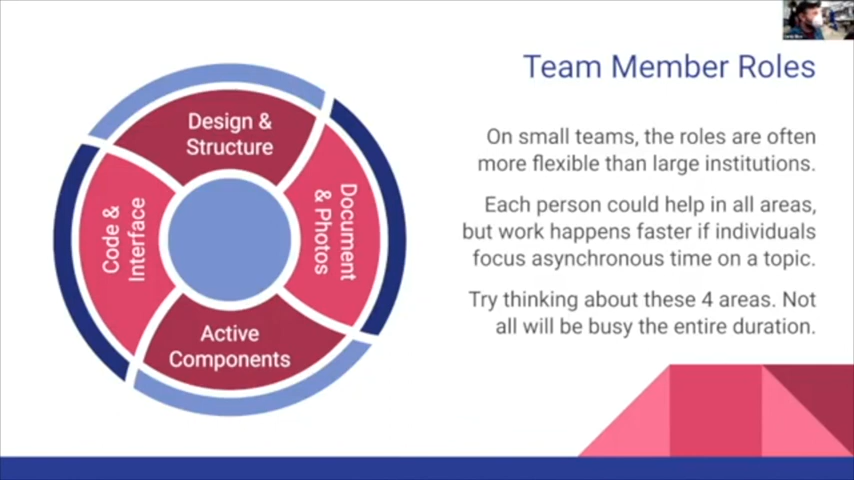 Team Member Roles
On small teams, the roles are often
more flexible than large institutions.
Each person could help in all areas,
but work happens faster if individuals
focus asynchronous time on a topic.
Try thinking about these 4 areas. Not
all will be busy the entire duration.
Design &
Structure
Document
& Photos
Active
Components
Code &
Interface